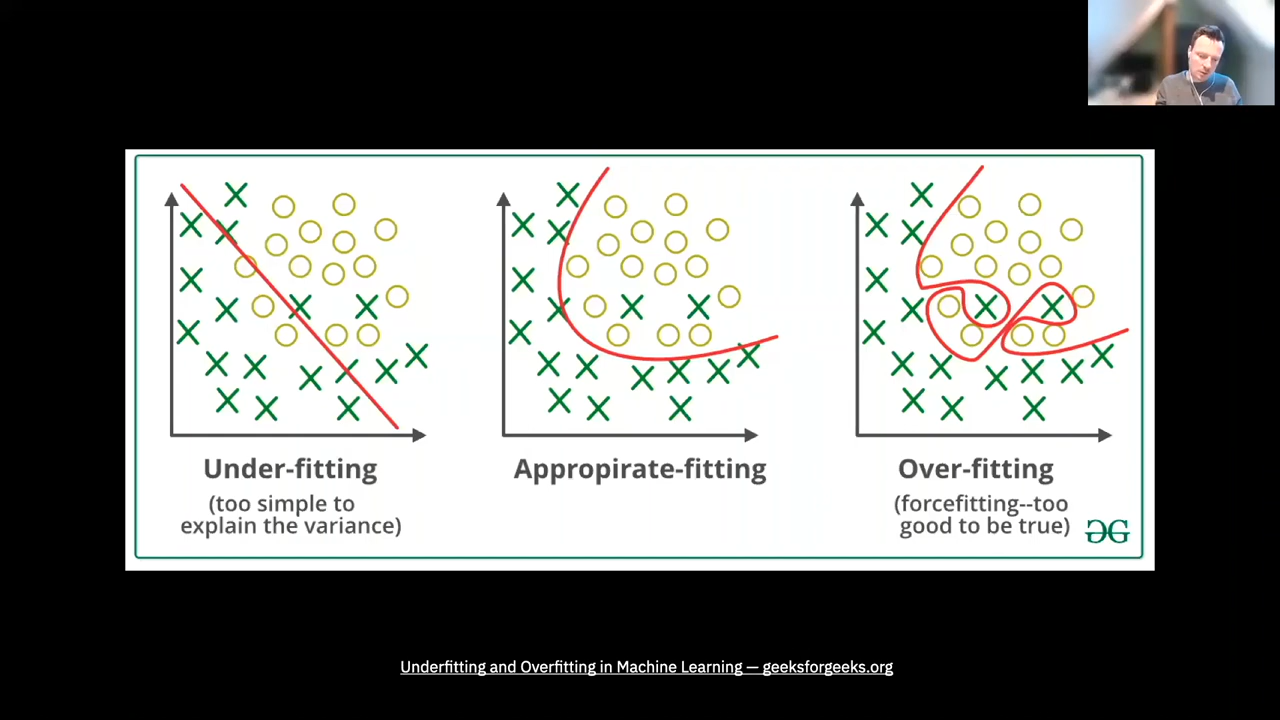 Under-fitting
(too simple to
explain the variance)
Appropirate-fitting
Over-fitting
(forcefitting--too
good to be true)
Underfitting and Overfitting in Machine Learning — geeksforgeeks.org